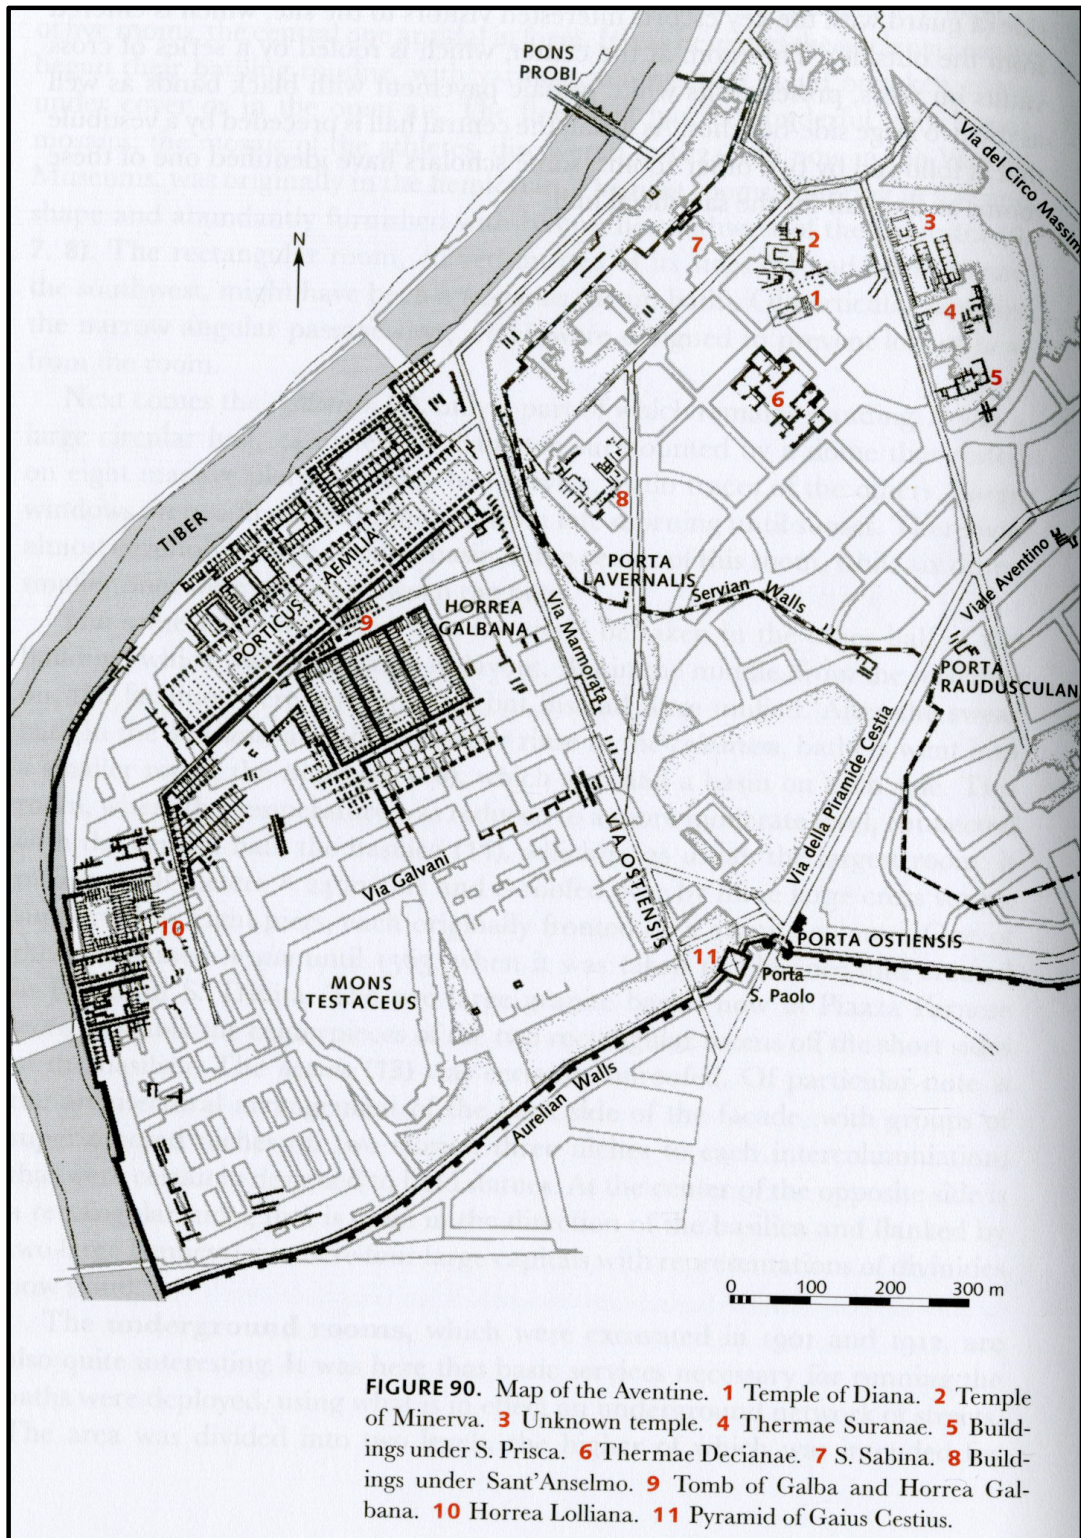 PONS
PROBI
Via del Circo Massim
N
3
2
7
1
4
5
6
TIBER
8
PORTICUS AEMILIA
PORTA
LAVERNALIS
Servian Walls
Viale Aventino
9
HORREA
GALBANA
Via Marmorata
PORTA
RAUDUSCULAN
Via della Piramide Cestia
VIA OSTIENSIS
Via Galvani
10
11
PORTA OSTIENSIS
Porta
S. Paolo
MONS
TESTACEUS
Aurelian Walls
0 100 200 300 m
FIGURE 90. Map of the Aventine. 1 Temple of Diana. 2 Temple
of Minerva. 3 Unknown temple. 4 Thermae Suranae. 5 Build-
ings under S. Prisca. 6 Thermae Decianae. 7 S. Sabina. 8 Build-
ings under Sant'Anselmo. 9 Tomb of Galba and Horrea Gal-
bana. 10 Horrea Lolliana. 11 Pyramid of Gaius Cestius.